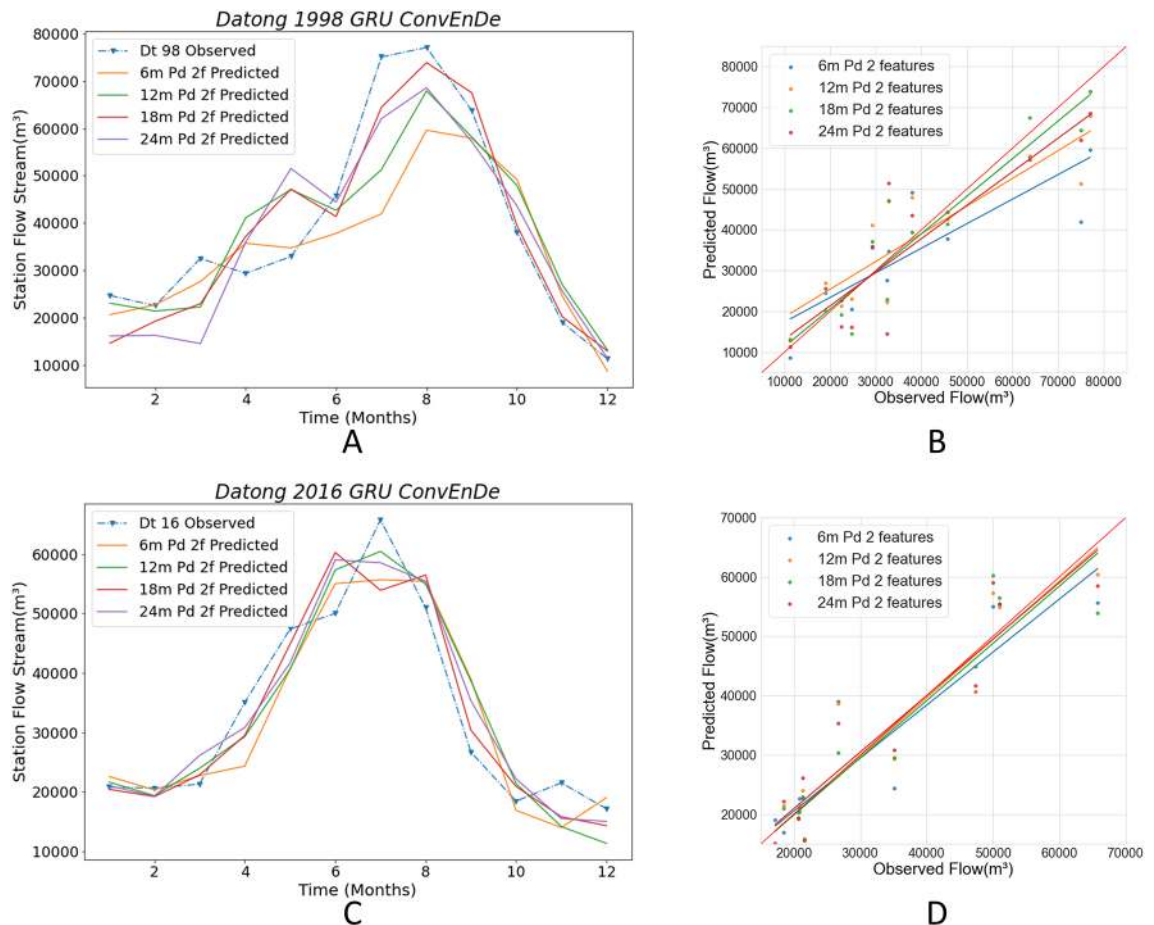 Datong 1998 GRU ConvEnDe
Station Flow Stream(m³)
80000
70000
60000
50000
40000
30000
20000
10000
Dt 98 Observed
6m Pd 2f Predicted
12m Pd 2f Predicted
18m Pd 2f Predicted
24m Pd 2f Predicted
2 4 6 8 10 12
Time (Months)
A
Predicted Flow(m³)
80000
70000
60000
50000
40000
30000
20000
10000
6m Pd 2 features
12m Pd 2 features
18m Pd 2 features
24m Pd 2 features
10000 20000 30000 40000 50000 60000 70000 80000
Observed Flow(m³)
B
Datong 2016 GRU ConvEnDe
Station Flow Stream(m³)
60000
50000
40000
30000
20000
10000
Dt 16 Observed
6m Pd 2f Predicted
12m Pd 2f Predicted
18m Pd 2f Predicted
24m Pd 2f Predicted
2 4 6 8 10 12
Time (Months)
C
Predicted Flow(m³)
70000
60000
50000
40000
30000
20000
6m Pd 2 features
12m Pd 2 features
18m Pd 2 features
24m Pd 2 features
20000 30000 40000 50000 60000 70000
Observed Flow(m³)
D